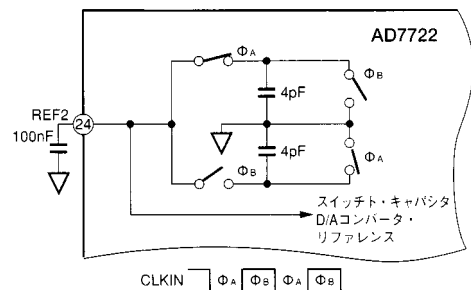 AD7722
ΦA
ΦB
REF2
24
100nF
4pF
4pF
ΦA
ΦB
スイッチト・キャパシタ
D/Aコンバータ・
リファレンス
CLKIN ΦA ΦB ΦA ΦB